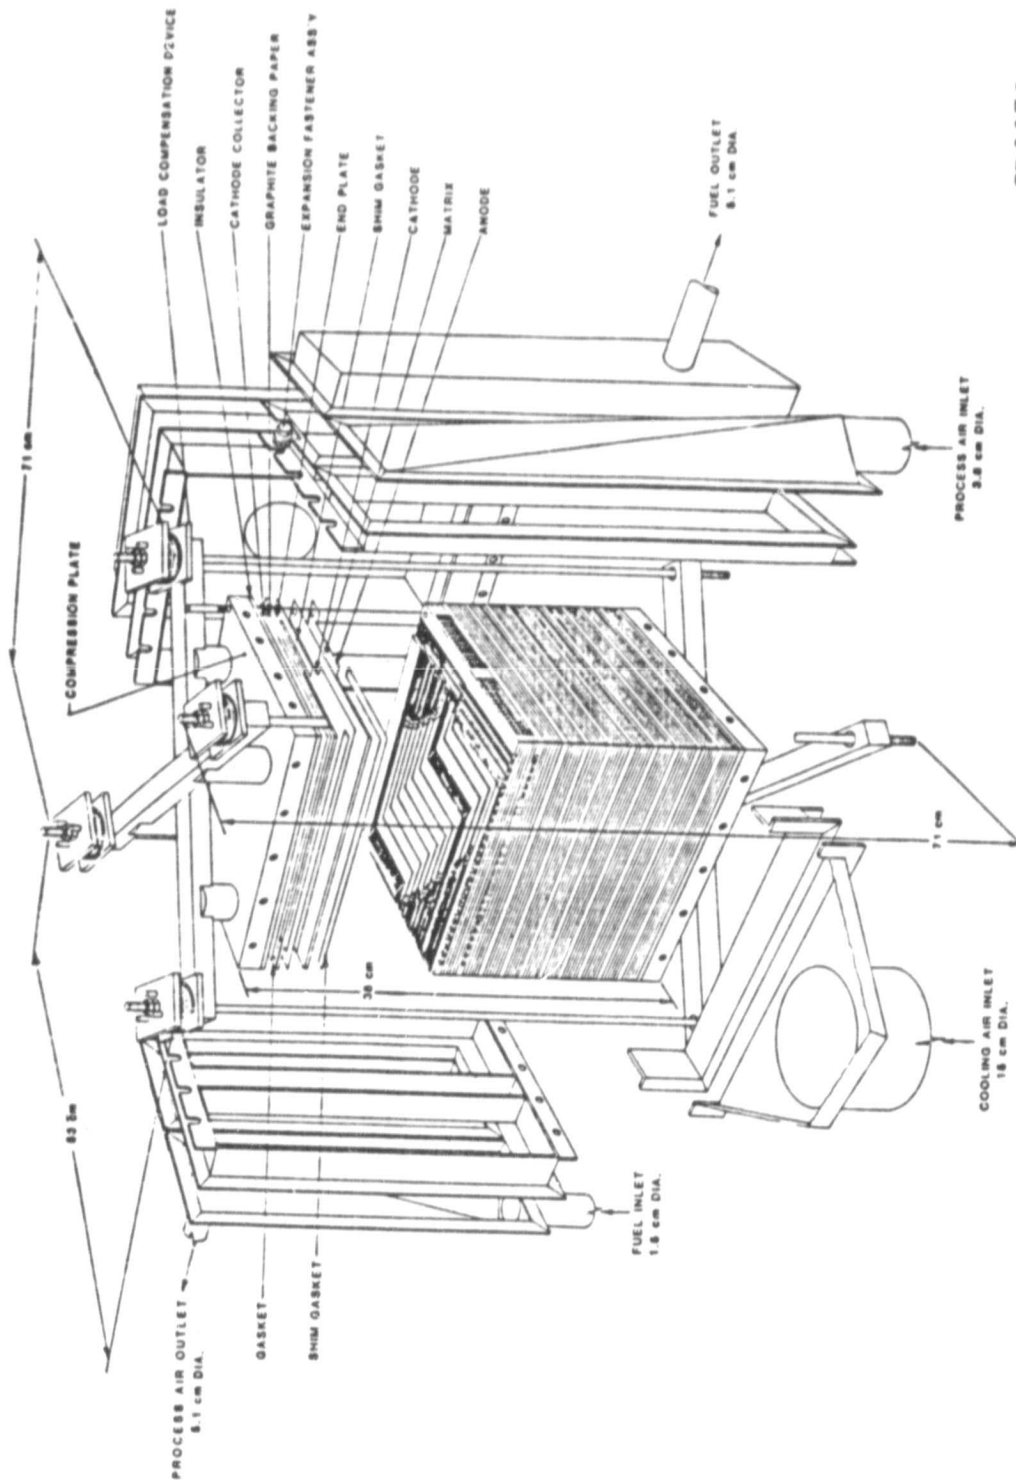 71 cm
COMPRESSION PLATE
LOAD COMPENSATION DEVICE
INSULATOR
CATHODE COLLECTOR
GRAPHITE BACKING PAPER
EXPANSION FASTENER ASS'Y
END PLATE
SHIM GASKET
CATHODE
MATRIX
ANODE
FUEL OUTLET
5.1 cm DIA
PROCESS AIR INLET
3.8 cm DIA.
71 cm
38 cm
COOLING AIR INLET
15 cm DIA.
FUEL INLET
DIA.
PROCESS AIR OUTLET
5.1 cm DIA.
GASKET
SHIM GASKET